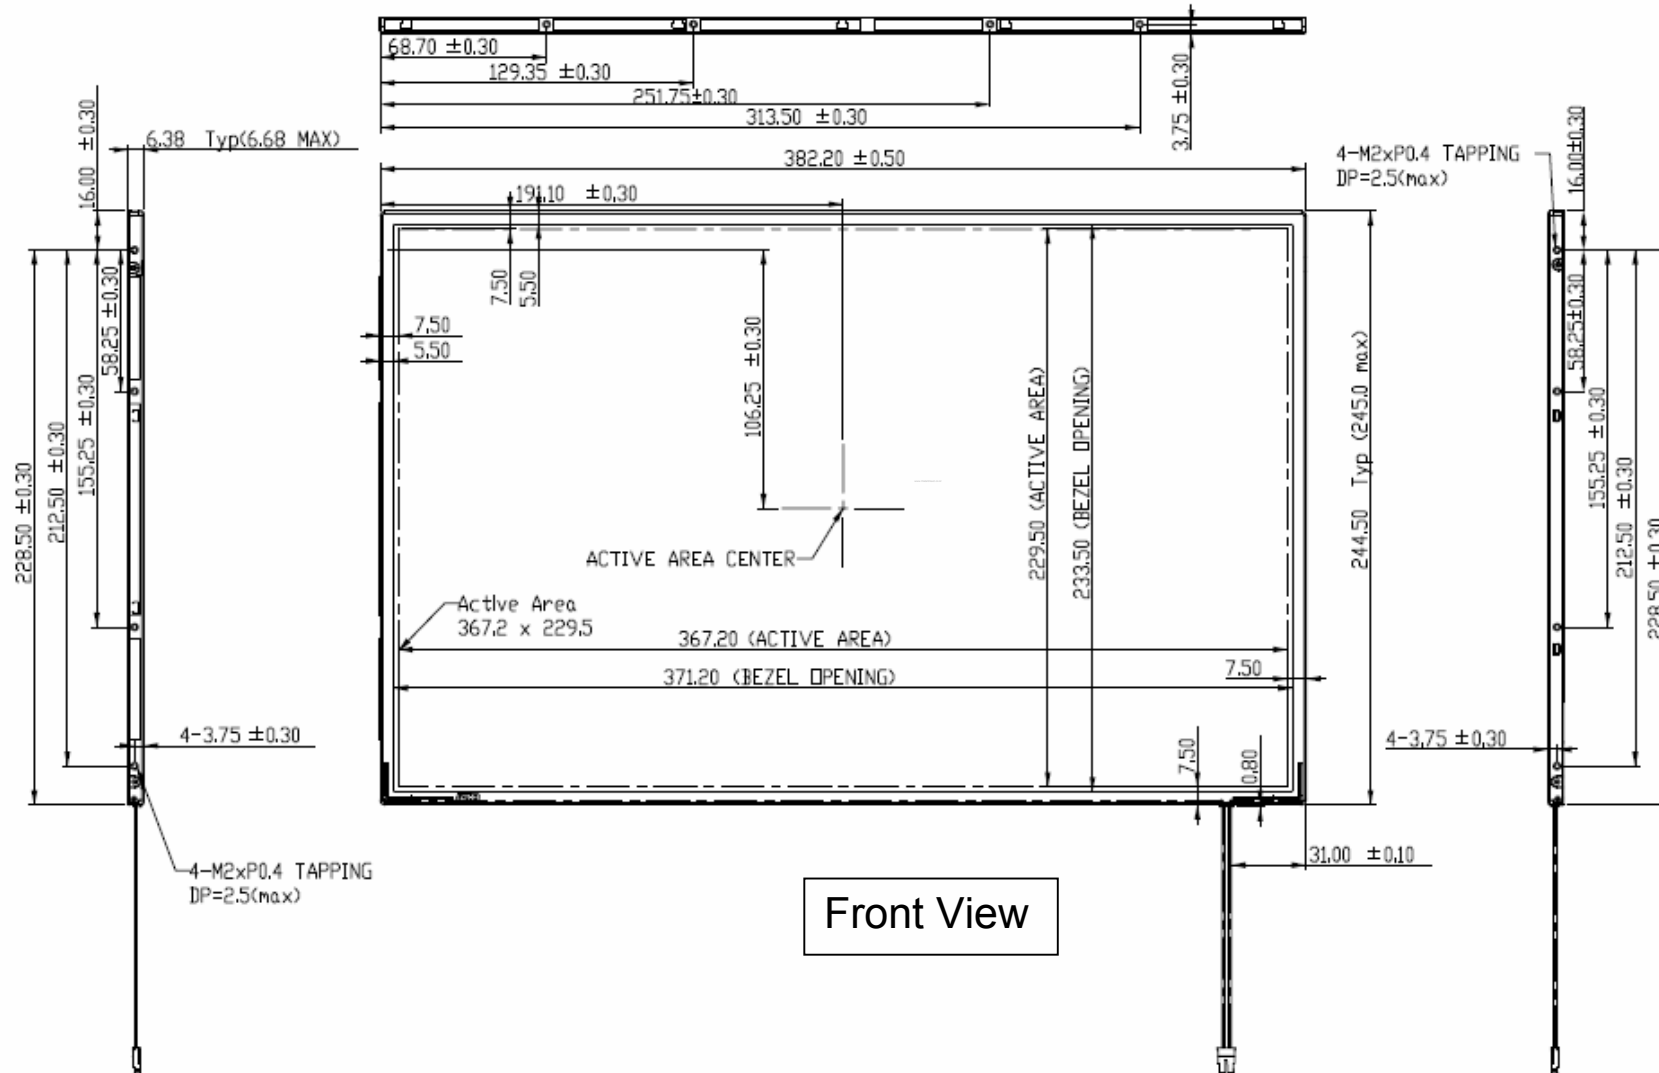 68.70 ±0.30
129.35 ±0.30
251.75±0.30
313.50 ±0.30
3.75 ±0.30
382.20 ±0.50
191.10 ±0.30
16.00 ±0.30
6.38 Typ(6.68 MAX)
58.25 ±0.30
155.25 ±0.30
212.50 ±0.30
228.50 ±0.30
4-3.75 ±0.30
4-M2xP0.4 TAPPING
DP=2.5(max)
7.50
5.50
7.50
5.50
106.25 ±0.30
ACTIVE AREA CENTER
Active Area
367.2 x 229.5
367.20 (ACTIVE AREA)
371.20 (BEZEL OPENING)
229.50 (ACTIVE AREA)
233.50 (BEZEL OPENING)
7.50
7.50
0.80
31.00 ±0.10
244.50 Typ (245.0 max)
4-M2xP0.4 TAPPING
DP=2.5(max)
16.00±0.30
58.25±0.30
155.25 ±0.30
212.50 ±0.30
228.50 ±0.30
4-3.75 ±0.30
Front View